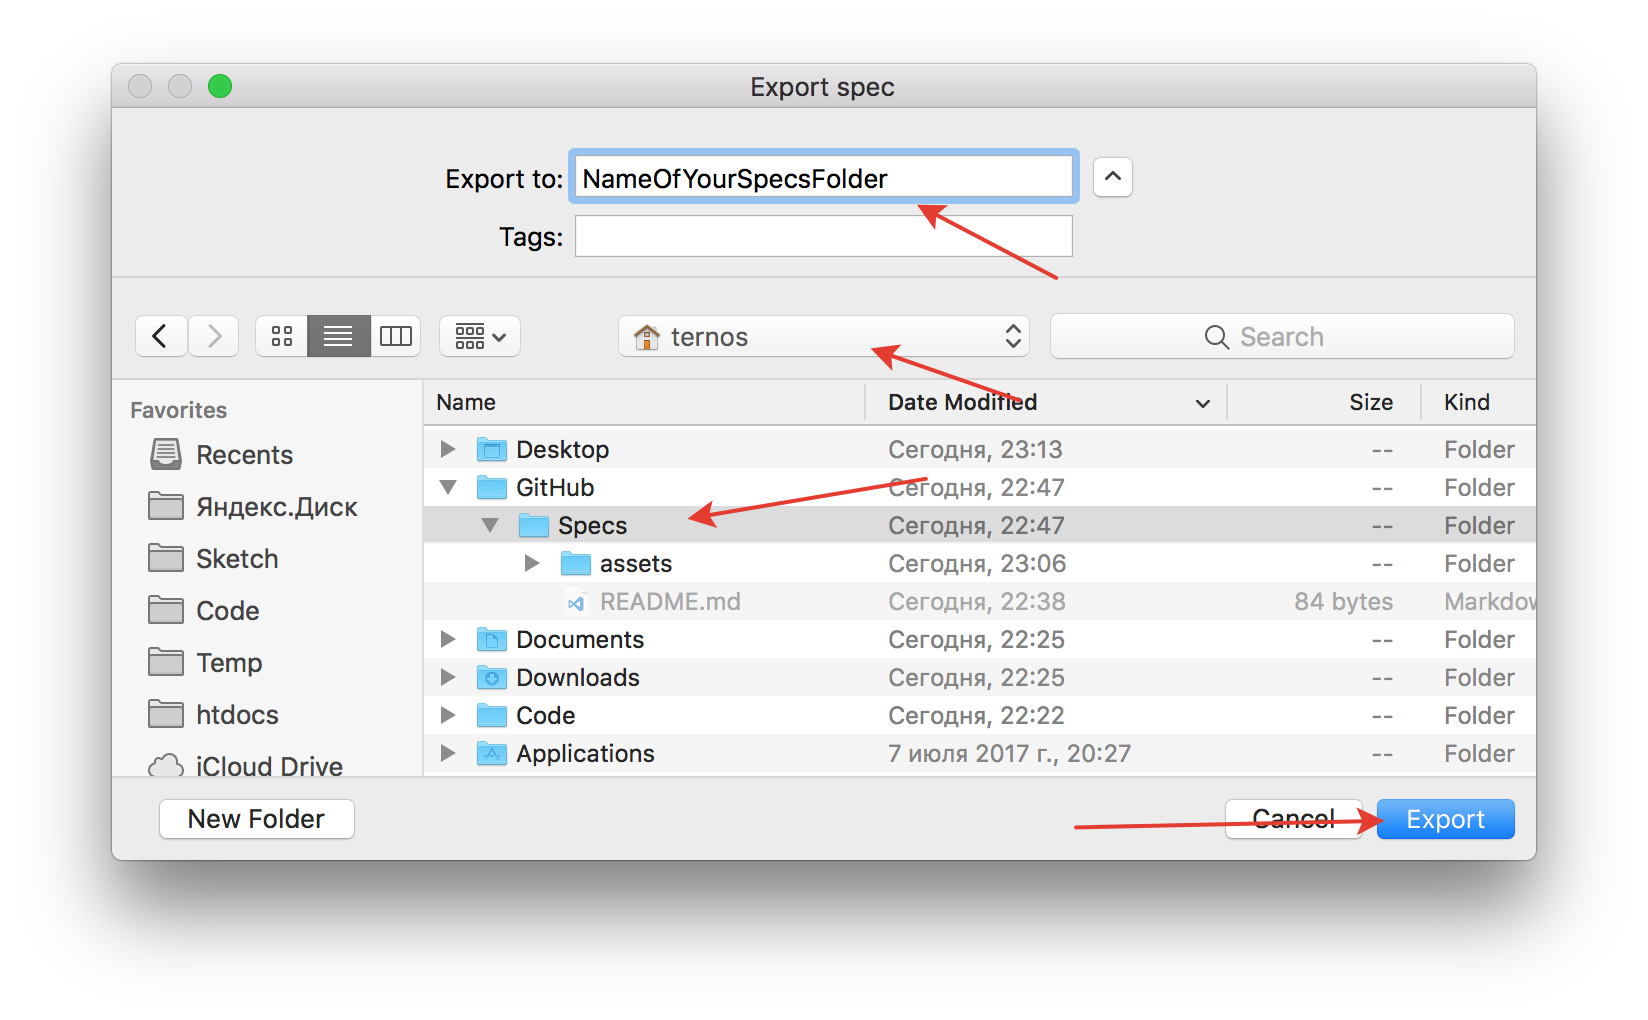 Export spec
Export to: NameOfYourSpecsFolder
Tags:
ternos
Search
Favorites
Recents
Яндекс.Диск
Sketch
Code
Temp
htdocs
iCloud Drive
Name Date Modified Size Kind
Desktop Сегодня, 23:13 -- Folder
GitHub Сегодня, 22:47 -- Folder
Specs Сегодня, 22:47 -- Folder
assets Сегодня, 23:06 -- Folder
README.md Сегодня, 22:38 84 bytes Markdow
Documents Сегодня, 22:25 -- Folder
Downloads Сегодня, 22:25 -- Folder
Code Сегодня, 22:22 -- Folder
Applications 7 июля 2017 г., 20:27 -- Folder
New Folder Cancel Export